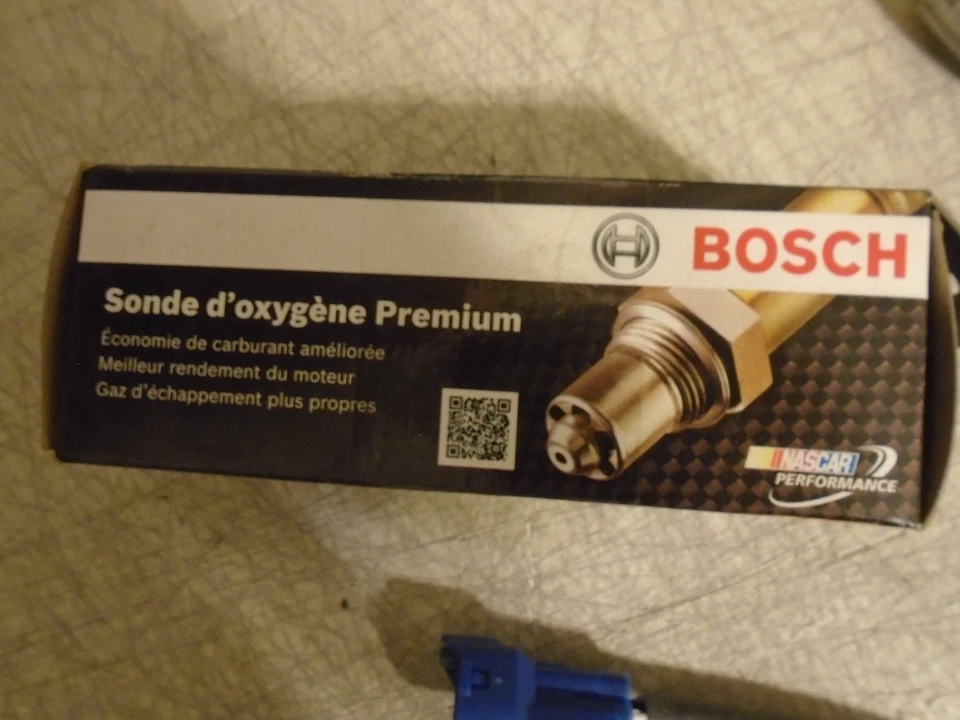 BOSCH
Sonde d'oxygène Premium
Économie de carburant améliorée
Meilleur rendement du moteur
Gaz d'échappement plus propres
NASCAR
PERFORMANCE